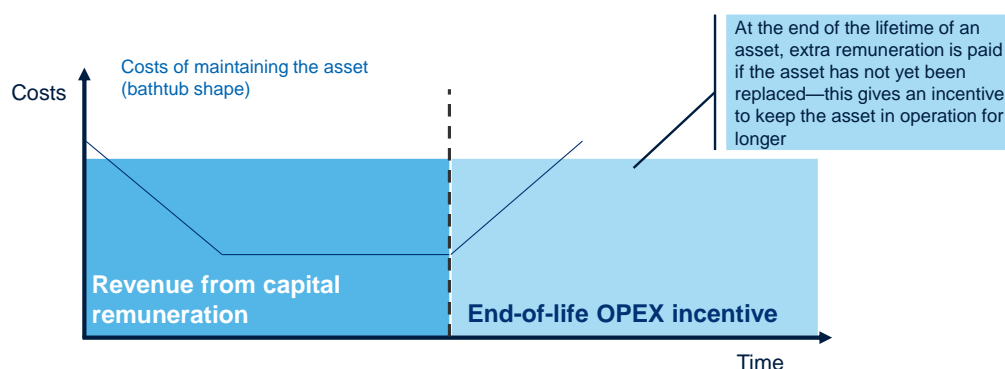 At the end of the lifetime of an
asset, extra remuneration is paid
if the asset has not yet been
replaced—this gives an incentive
to keep the asset in operation for
longer
Costs of maintaining the asset
(bathtub shape)
Costs
Revenue from capital
remuneration
End-of-life OPEX incentive
Time